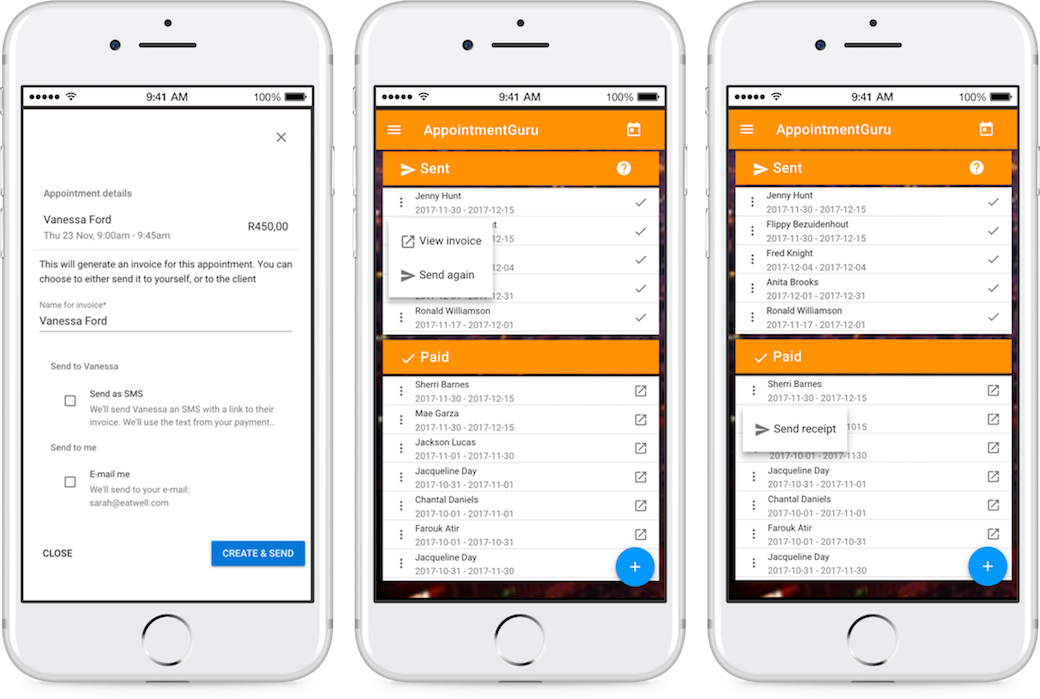 9:41 AM
100%
Appointment details
Vanessa Ford
R450,00
Thu 23 Nov, 9:00am - 9:45am
This will generate an invoice for this appointment. You can
choose to either send it to yourself, or to the client
Name for invoice*
Vanessa Ford
Send to Vanessa
Send as SMS
We'll send Vanessa an SMS with a link to their
invoice. We'll use the text from your payment...
Send to me
E-mail me
We'll send to your e-mail:
sarah@eatwell.com
CLOSE
CREATE & SEND
9:41 AM
100%
AppointmentGuru
Sent
?
Jenny Hunt
2017-11-30 - 2017-12-15
12-15
View invoice
12-04
Send again
2017-12-01 - 2017-12-31
Ronald Williamson
2017-11-17 - 2017-12-01
Paid
Sherri Barnes
2017-11-30 - 2017-12-15
Mae Garza
2017-11-30 - 2017-12-15
Jackson Lucas
2017-11-01 - 2017-11-30
Jacqueline Day
2017-10-31 - 2017-11-01
Chantal Daniels
2017-10-01 - 2017-11-01
Farouk Atir
2017-10-01 - 2017-10-31
Jacqueline Day
2017-10-31 - 2017-11-30
+
9:41 AM
100%
AppointmentGuru
Sent
?
Jenny Hunt
2017-11-30 - 2017-12-15
Flippy Bezuidenhout
2017-11-30 - 2017-12-15
Fred Knight
2017-12-04 - 2017-12-04
Anita Brooks
2017-12-01 - 2017-12-31
Ronald Williamson
2017-11-17 - 2017-12-01
Paid
Sherri Barnes
2017-11-30 - 2017-12-15
Send receipt
1015
2017-10-01 - 2017-1130
Jacqueline Day
2017-10-31 - 2017-11-01
Chantal Daniels
2017-10-01 - 2017-11-01
Farouk Atir
2017-10-01 - 2017-10-31
Jacqueline Day
2017-10-31 - 2017-11-30
+